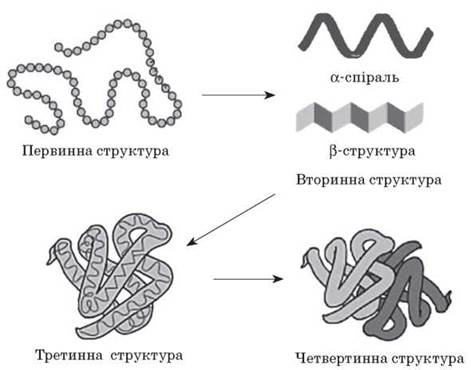 α-спіраль
Первинна структура
β-структура
Вторинна структура
Третинна структура
Четвертинна структура